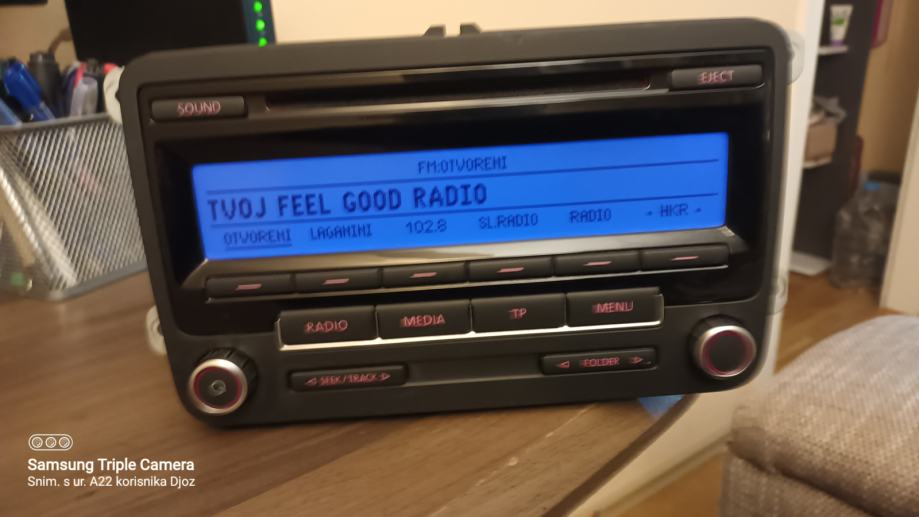 EJECT
SOUND
FM:OTVORENI
TVOJ FEEL GOOD RADIO
OTVORENI LAGANINI 102.8 SL.RADIO RADIO - HKR -
RADIO MEDIA TP MENU
SEEK/TRACK FOLDER
Samsung Triple Camera
Snim. s ur. A22 korisnika Djoz